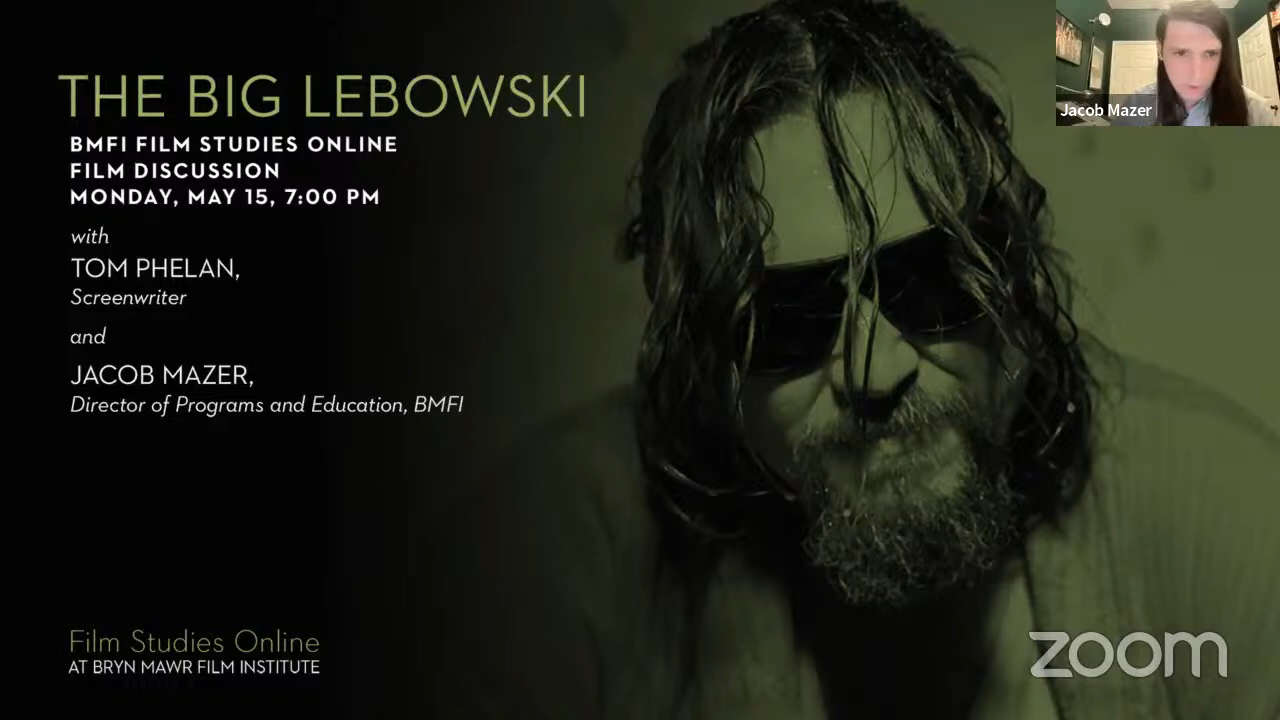 THE BIG LEBOWSKI
BMFI FILM STUDIES ONLINE
FILM DISCUSSION
MONDAY, MAY 15, 7:00 PM
with
TOM PHELAN,
Screenwriter
and
JACOB MAZER,
Director of Programs and Education, BMFI
Film Studies Online
AT BRYN MAWR FILM INSTITUTE
Jacob Mazer
zoom